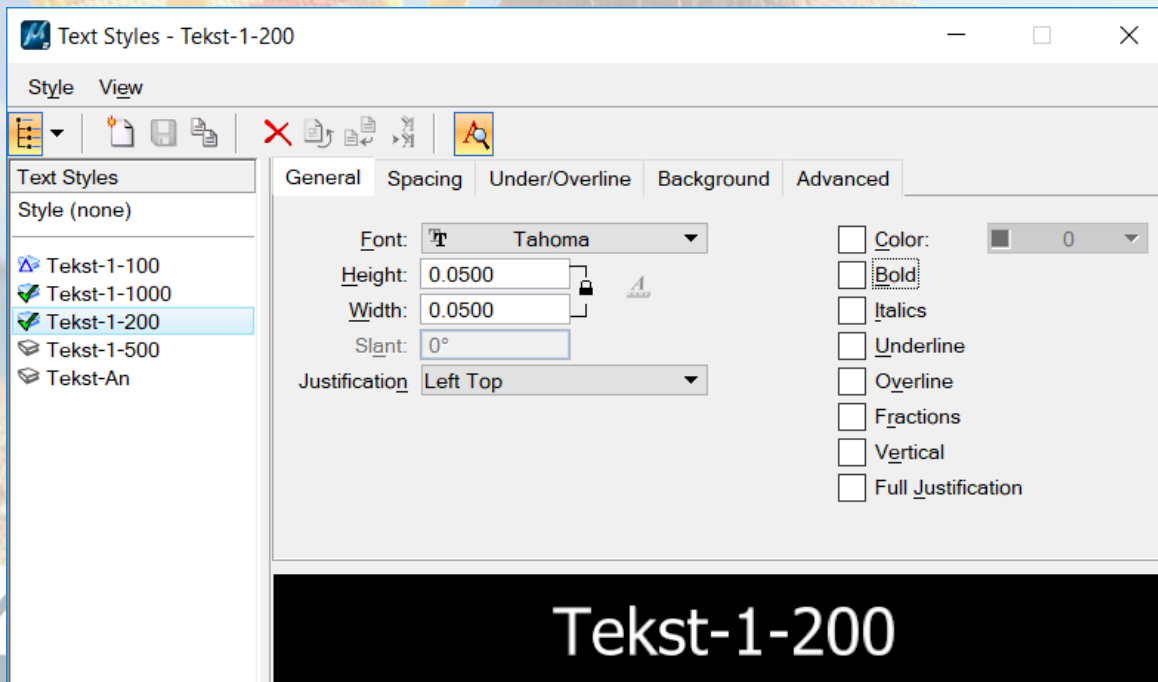 Text Styles - Tekst-1-200
Style View
Text Styles
Style (none)
Tekst-1-100
Tekst-1-1000
Tekst-1-200
Tekst-1-500
Tekst-An
General Spacing Under/Overline Background Advanced
Font: Tahoma
Height: 0.0500
Width: 0.0500
Slant: 0°
Justification Left Top
Color: 0
Bold
Italics
Underline
Overline
Fractions
Vertical
Full Justification
Tekst-1-200